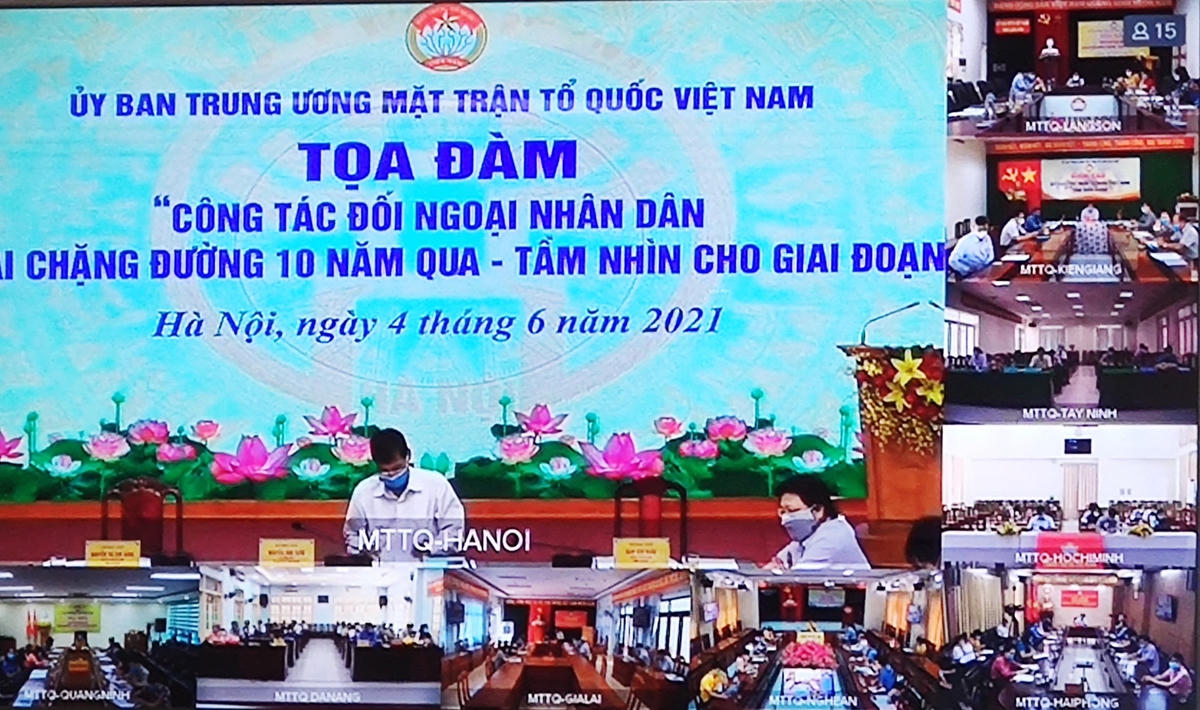 ỦY BAN TRUNG ƯƠNG MẶT TRẬN TỔ QUỐC VIỆT NAM
TỌA ĐÀM
“CÔNG TÁC ĐỐI NGOẠI NHÂN DÂN
ẠI CHẶNG ĐƯỜNG 10 NĂM QUA - TẦM NHÌN CHO GIAI ĐOẠN
Hà Nội, ngày 4 tháng 6 năm 2021
HÀ NỘI
MTTQ-HANOI
15
MTTQ-LANGSON
MTTQ-KIENGIANG
MTTQ-TAY NINH
MTTQ-HOCHIMINH
MTTQ-QUANGNINH
MTTQ DANANG
MTTQ-GIALAI
MTTQ-NGHEAN
MTTQ-HAIPHONG